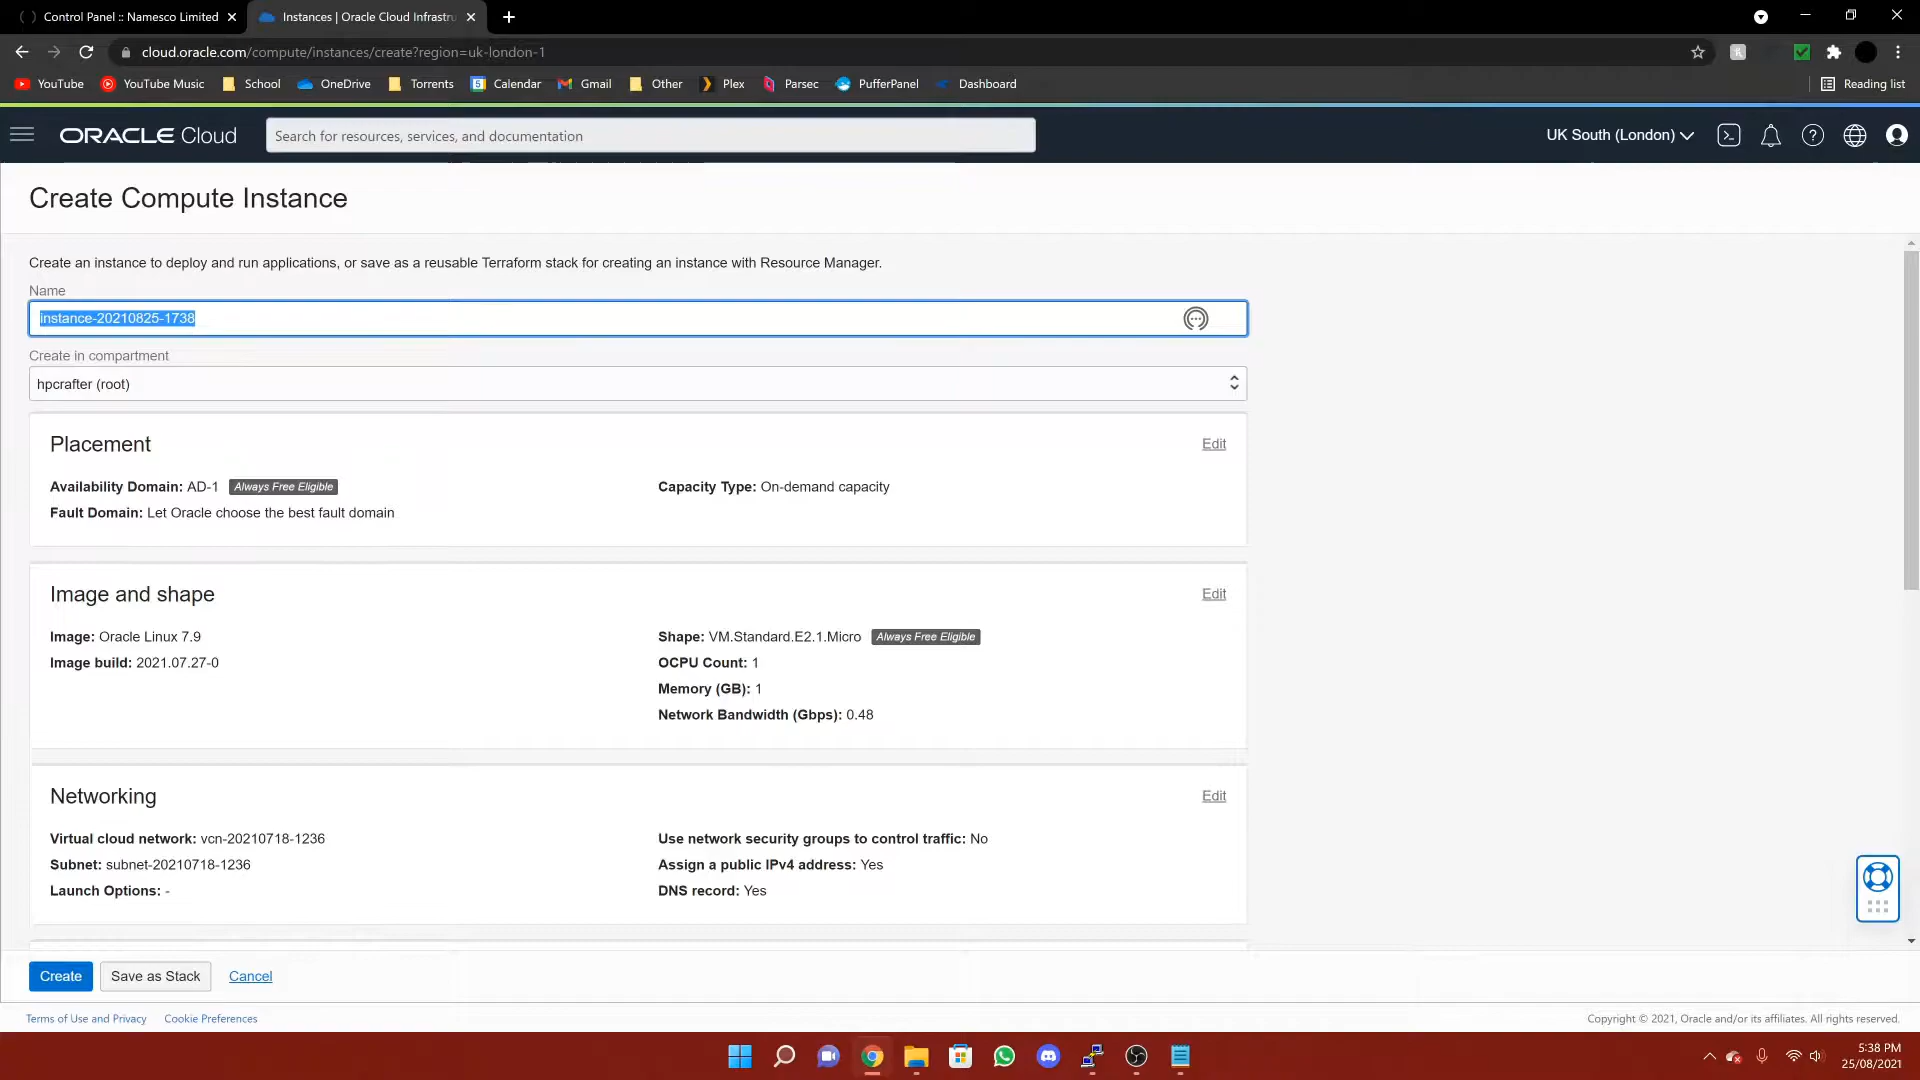 Control Panel :: Namesco Limited
Instances | Oracle Cloud Infrastru
cloud.oracle.com/compute/instances/create?region=uk-london-1
YouTube
YouTube Music
School
OneDrive
Torrents
Calendar
Gmail
Other
Plex
Parsec
PufferPanel
Dashboard
Reading list
ORACLE Cloud
Search for resources, services, and documentation
UK South (London)
Create Compute Instance
Create an instance to deploy and run applications, or save as a reusable Terraform stack for creating an instance with Resource Manager.
Name
instance-20210825-1738
Create in compartment
hpcrafter (root)
Placement
Edit
Availability Domain: AD-1 Always Free Eligible
Capacity Type: On-demand capacity
Fault Domain: Let Oracle choose the best fault domain
Image and shape
Edit
Image: Oracle Linux 7.9
Shape: VM.Standard.E2.1.Micro Always Free Eligible
Image build: 2021.07.27-0
OCPU Count: 1
Memory (GB): 1
Network Bandwidth (Gbps): 0.48
Networking
Edit
Virtual cloud network: vcn-20210718-1236
Use network security groups to control traffic: No
Subnet: subnet-20210718-1236
Assign a public IPv4 address: Yes
Launch Options: -
DNS record: Yes
Create
Save as Stack
Cancel
Terms of Use and Privacy
Cookie Preferences
Copyright © 2021, Oracle and/or its affiliates. All rights reserved.
5:38 PM
25/08/2021